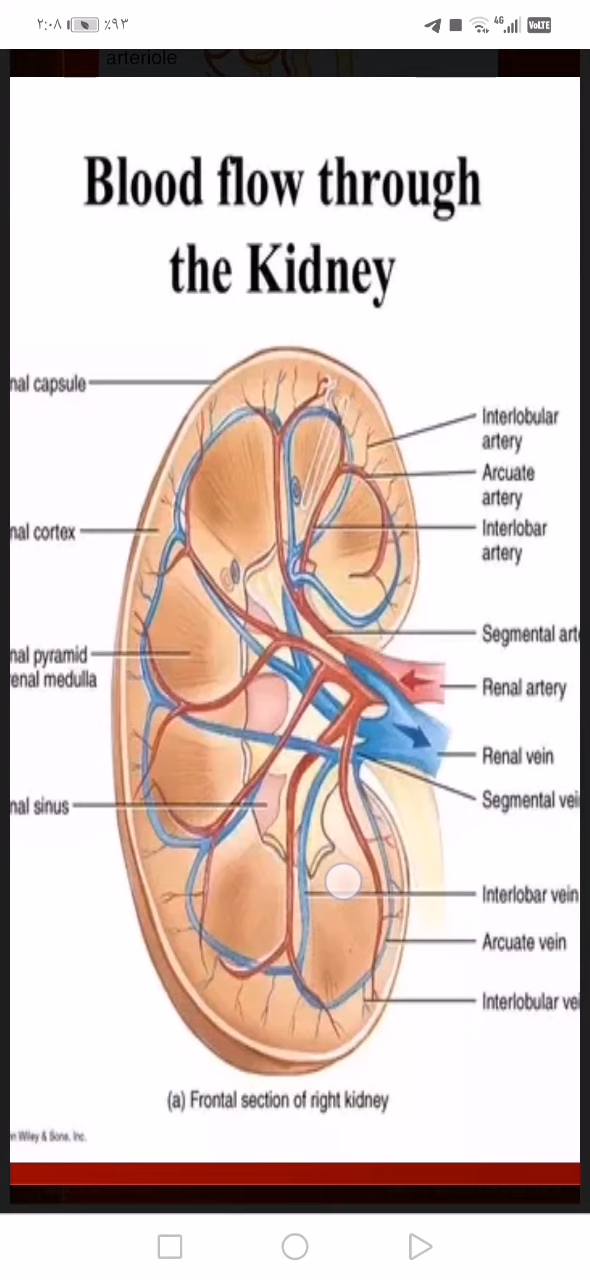 ٢:٠٨ ٪٩٣
4G VoLTE
arteriole
Blood flow through
the Kidney
nal capsule
Interlobular
artery
Arcuate
artery
nal cortex
Interlobar
artery
Segmental art
nal pyramid
enal medulla
Renal artery
Renal vein
Segmental vei
nal sinus
Interlobar vein
Arcuate vein
Interlobular ve
(a) Frontal section of right kidney
n Wiley & Sons, Inc.